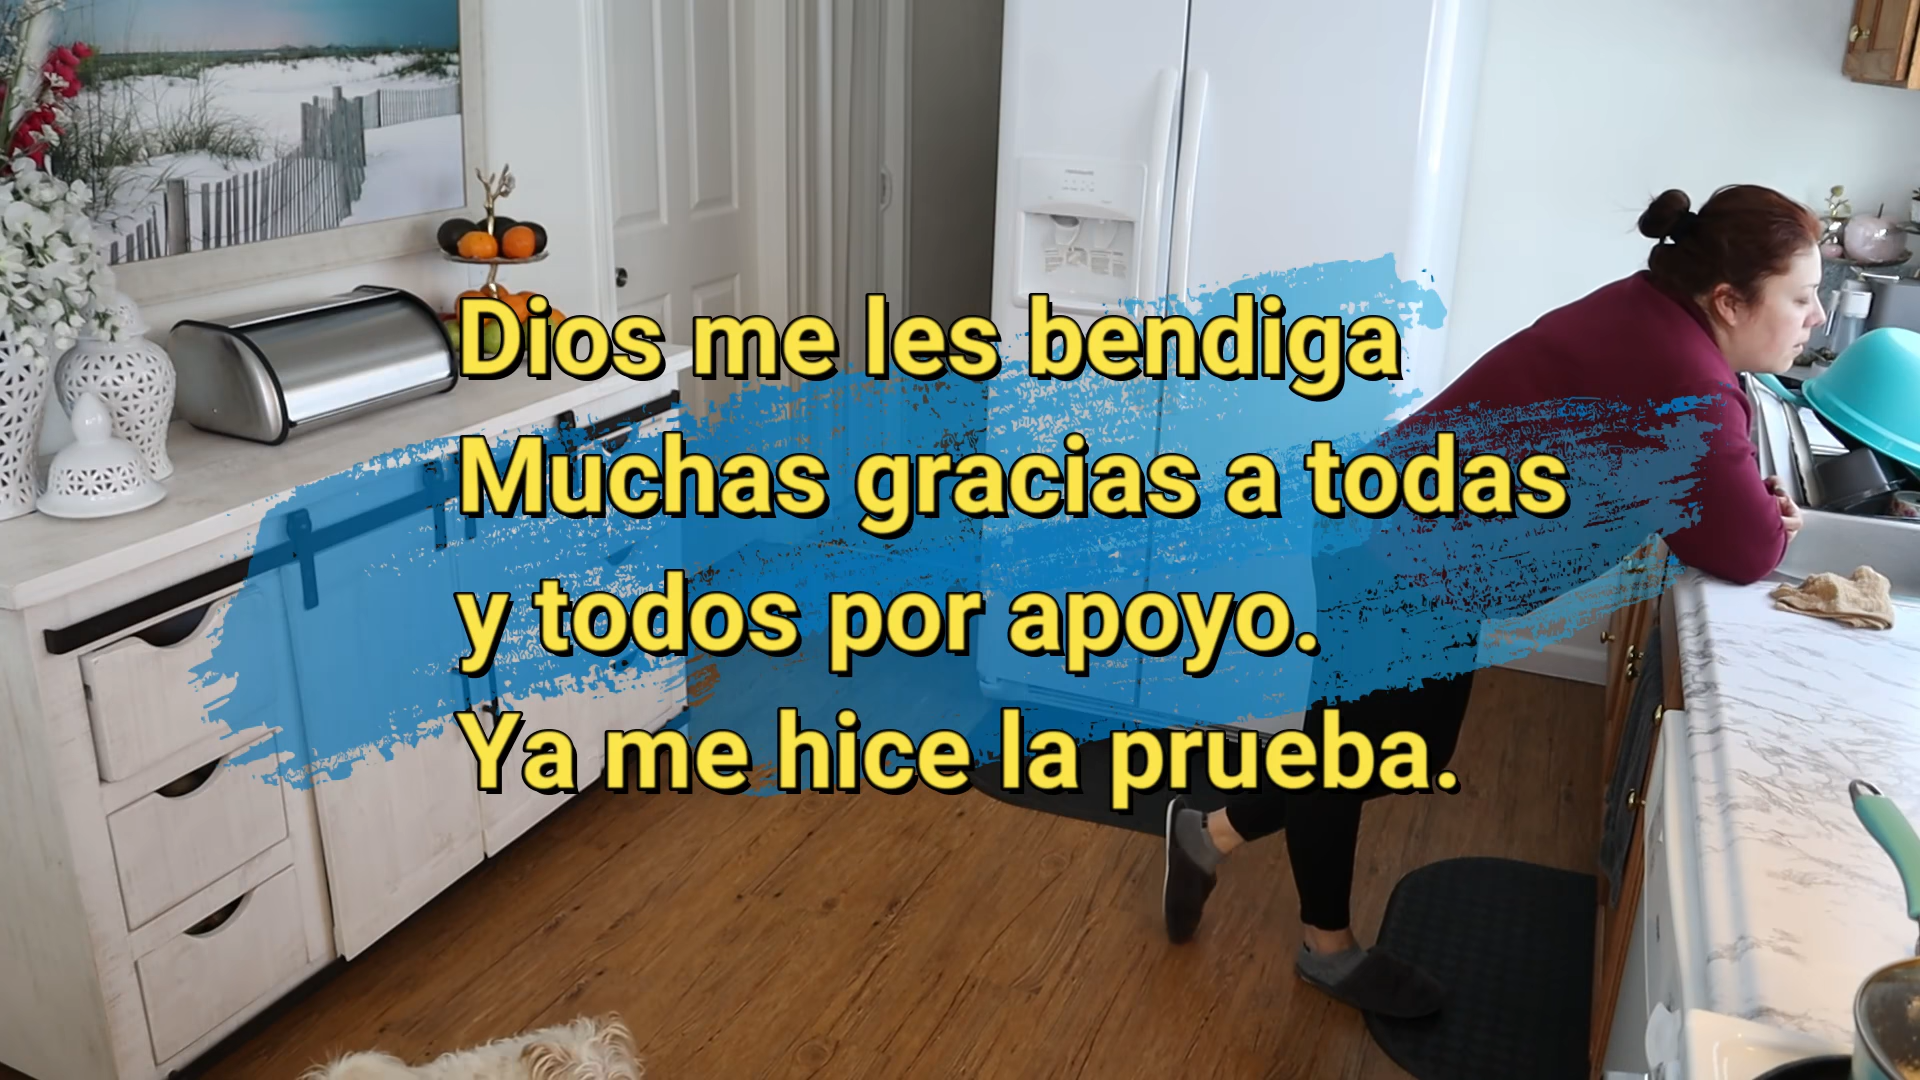 Dios me les bendiga
Muchas gracias a todas
y todos por apoyo.
Ya me hice la prueba.